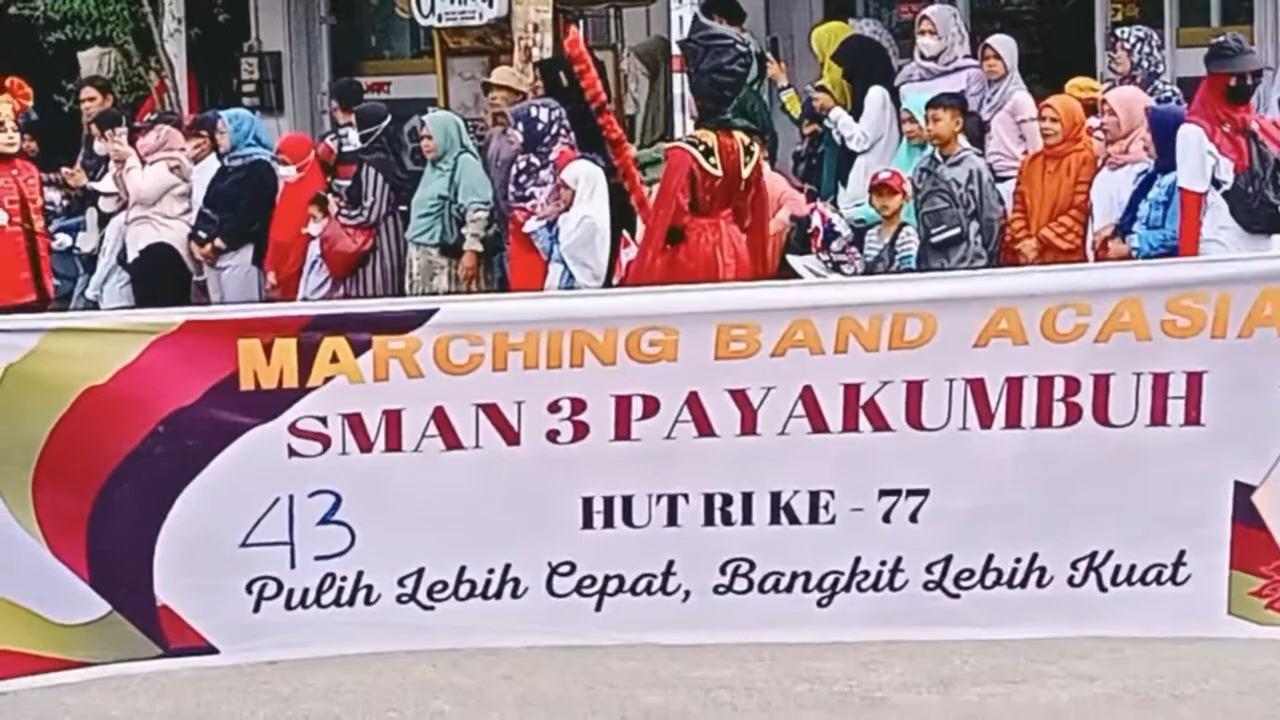 MARCHING BAND ACASIA
SMAN 3 PAYAKUMBUH
HUT RI KE - 77
43
Pulih Lebih Cepat, Bangkit Lebih Kuat